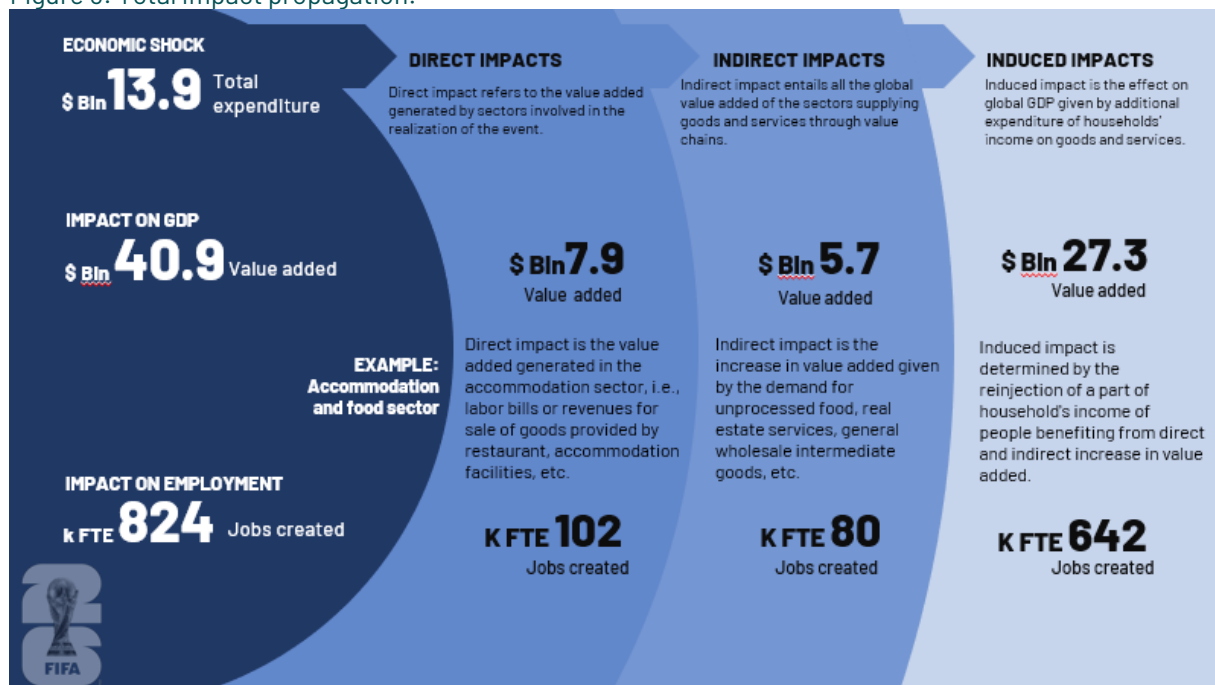 Figure 3: Total impact propagation.
ECONOMIC SHOCK
$ Bln 13.9 Total
expenditure
DIRECT IMPACTS
Direct impact refers to the value added
generated by sectors involved in the
realization of the event.
INDIRECT IMPACTS
Indirect impact entails all the global
value added of the sectors supplying
goods and services through value
chains.
INDUCED IMPACTS
Induced impact is the effect on
global GDP given by additional
expenditure of households'
income on goods and services.
IMPACT ON GDP
$ Bln 40.9 Value added
$ Bln 7.9
Value added
$ Bln 5.7
Value added
$ Bln 27.3
Value added
EXAMPLE:
Accommodation
and food sector
Direct impact is the value
added generated in the
accommodation sector, i.e.,
labor bills or revenues for
sale of goods provided by
restaurant, accommodation
facilities, etc.
Indirect impact is the
increase in value added given
by the demand for
unprocessed food, real
estate services, general
wholesale intermediate
goods, etc.
Induced impact is
determined by the
reinjection of a part of
household's income of
people benefiting from direct
and indirect increase in value
added.
IMPACT ON EMPLOYMENT
k FTE 824 Jobs created
K FTE 102
Jobs created
K FTE 80
Jobs created
K FTE 642
Jobs created
26
FIFA